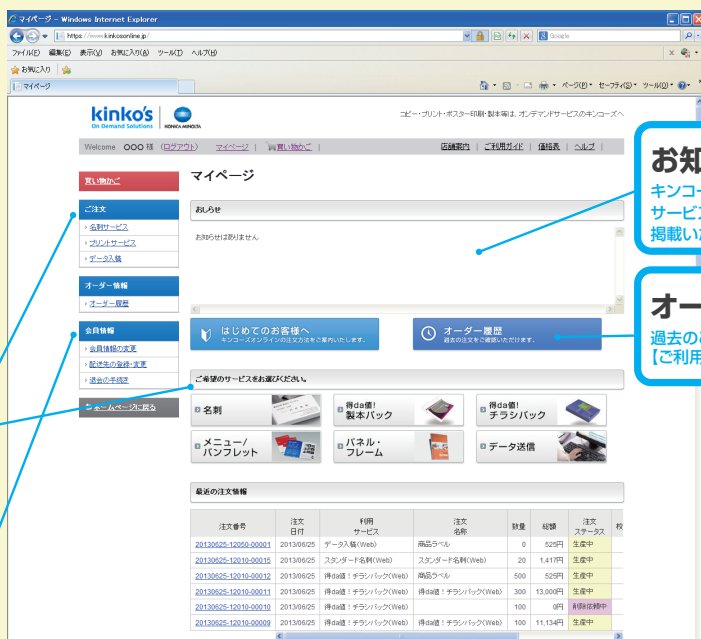 マイページ - Windows Internet Explorer
https://www.kinkosonline.jp/
Google
ファイル(F) 編集(E) 表示(V) お気に入り(A) ツール(T) ヘルプ(H)
お気に入り
マイページ
ページ(P) セーフティ(S) ツール(O)
kinko's
On Demand Solutions
KONICA MINOLTA
コピー・プリント・ポスター印刷・製本等は、オンデマンドサービスのキンコーズへ
Welcome OOO 様 (ログアウト) マイページ | 買い物かご |
店舗案内 | ご利用ガイド | 価格表 | ヘルプ |
買い物かご
マイページ
ご注文
名刺サービス
プリントサービス
データ入稿
オーダー情報
オーダー履歴
会員情報
会員情報の変更
配送先の登録・変更
退会の手続き
ホームページに戻る
おしらせ
お知らせはありません
はじめてのお客様へ
キンコーズオンラインの注文方法をご案内いたします。
オーダー履歴
過去の注文をご確認いただけます。
ご希望のサービスをお選びください。
名刺
得da値!
製本パック
得da値!
チラシパック
メニュー/
パンフレット
パネル・
フレーム
データ送信
最近の注文情報
注文番号 注文日付 利用サービス 注文名称 数量 総額 注文ステータス 校
20130625-12050-00001 2013/06/25 データ入稿(Web) 商品ラベル 0 525円 生産中
20130625-12010-00015 2013/06/25 スタンダード名刺(Web) スタンダード名刺(Web) 20 1,417円 生産中
20130625-12010-00012 2013/06/25 得da値!チラシパック(Web) 商品ラベル 500 525円 生産中
20130625-12010-00011 2013/06/25 得da値!チラシパック(Web) 得da値!チラシパック(Web) 300 13,000円 生産中
20130625-12010-00010 2013/06/25 得da値!チラシパック(Web) 100 0円 削除依頼中
20130625-12010-00009 2013/06/25 得da値!チラシパック(Web) 得da値!チラシパック(Web) 100 11,134円 生産中
お知
キンコー
サービス
掲載いた
オー
過去のご
【ご利用